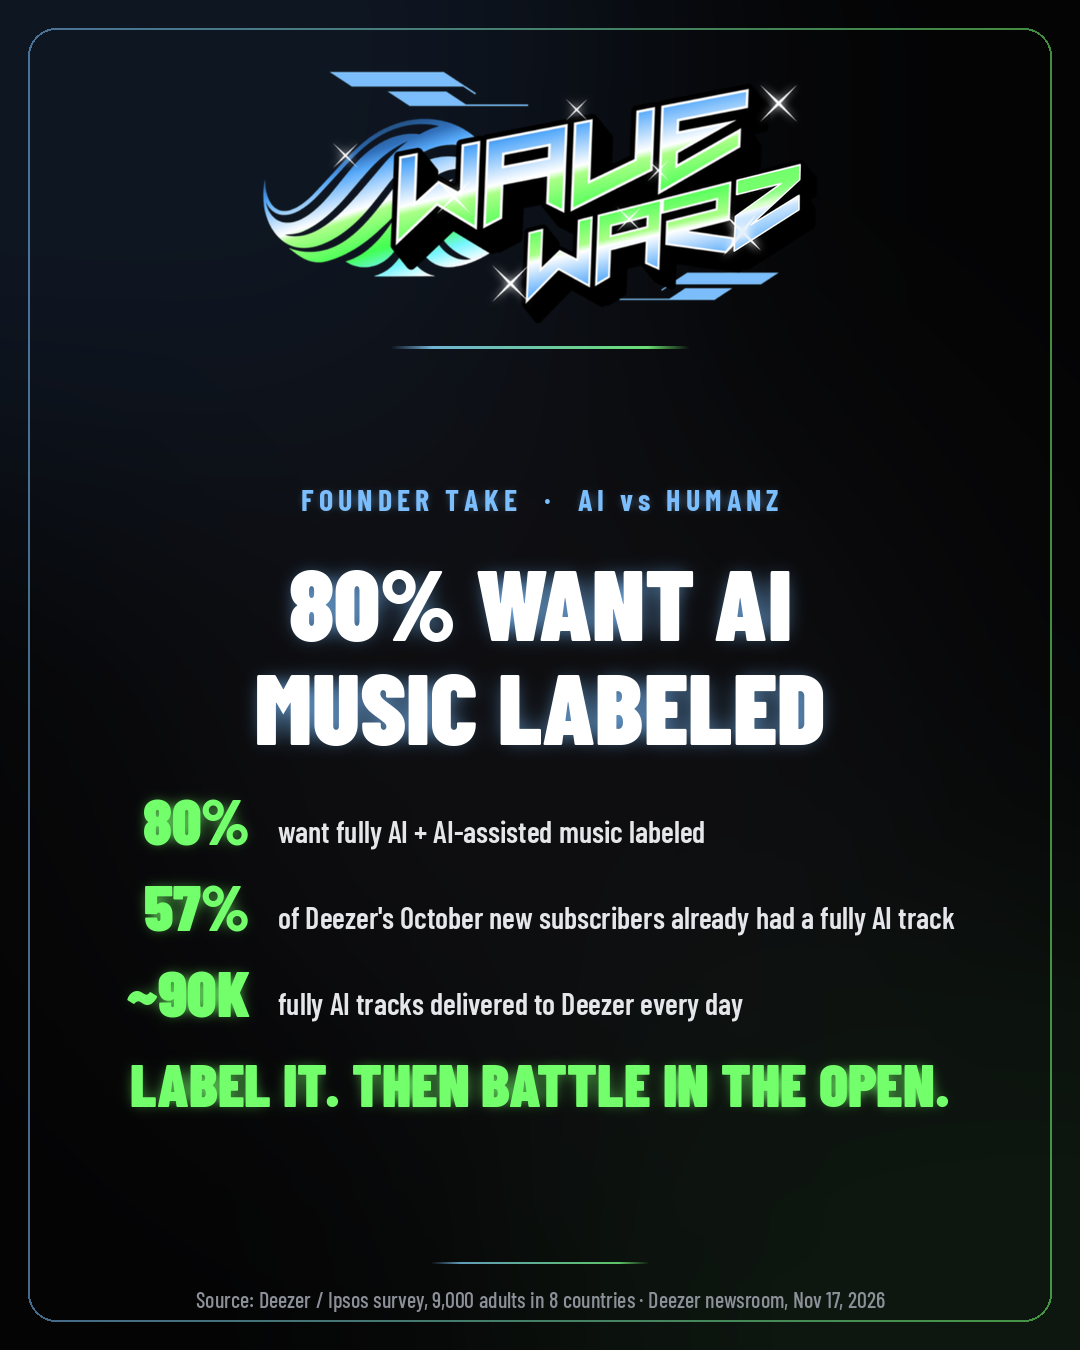 WAVE
WARZ
FOUNDER TAKE · AI vs HUMANZ
80% WANT AI
MUSIC LABELED
80% want fully AI + AI-assisted music labeled
57% of Deezer's October new subscribers already had a fully AI track
~90K fully AI tracks delivered to Deezer every day
LABEL IT. THEN BATTLE IN THE OPEN.
Source: Deezer / Ipsos survey, 9,000 adults in 8 countries · Deezer newsroom, Nov 17, 2026